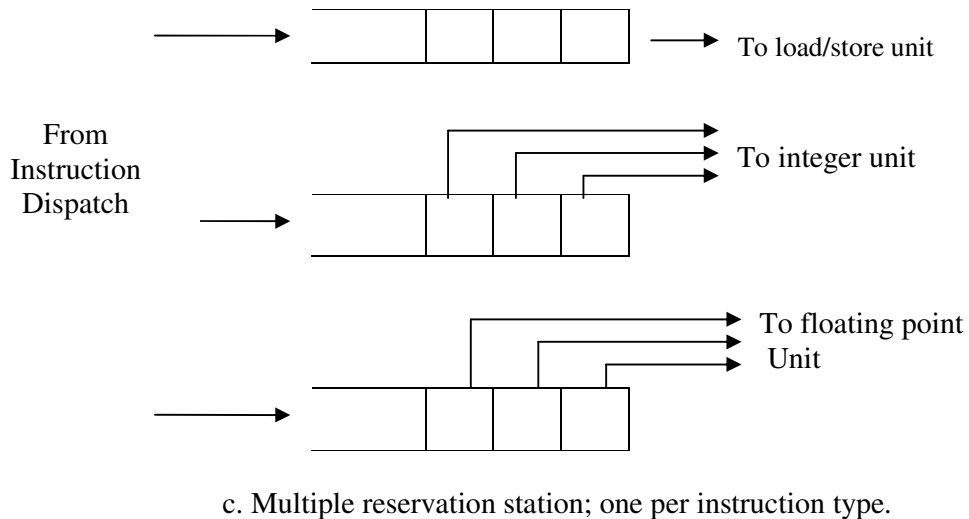 To load/store unit
From
Instruction
Dispatch
To integer unit
To floating point
Unit
c. Multiple reservation station; one per instruction type.